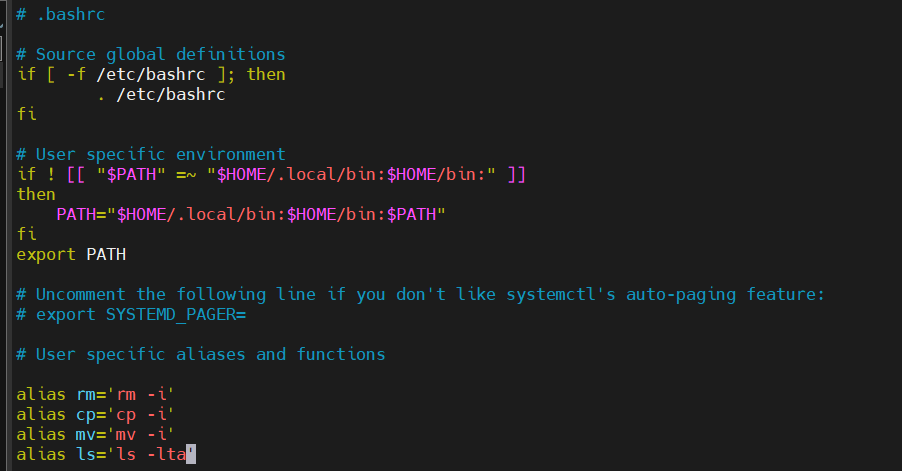 # .bashrc

# Source global definitions
if [ -f /etc/bashrc ]; then
        . /etc/bashrc
fi

# User specific environment
if ! [[ "$PATH" =~ "$HOME/.local/bin:$HOME/bin:" ]]
then
    PATH="$HOME/.local/bin:$HOME/bin:$PATH"
fi
export PATH

# Uncomment the following line if you don't like systemctl's auto-paging feature:
# export SYSTEMD_PAGER=

# User specific aliases and functions

alias rm='rm -i'
alias cp='cp -i'
alias mv='mv -i'
alias ls='ls -lta'